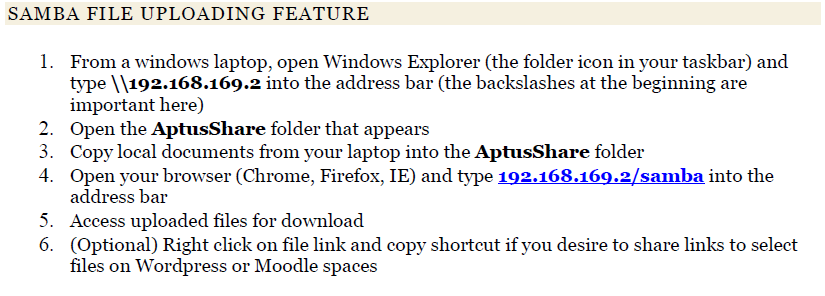 SAMBA FILE UPLOADING FEATURE
1. From a windows laptop, open Windows Explorer (the folder icon in your taskbar) and
type \\192.168.169.2 into the address bar (the backslashes at the beginning are
important here)
2. Open the AptusShare folder that appears
3. Copy local documents from your laptop into the AptusShare folder
4. Open your browser (Chrome, Firefox, IE) and type 192.168.169.2/samba into the
address bar
5. Access uploaded files for download
6. (Optional) Right click on file link and copy shortcut if you desire to share links to select
files on Wordpress or Moodle spaces